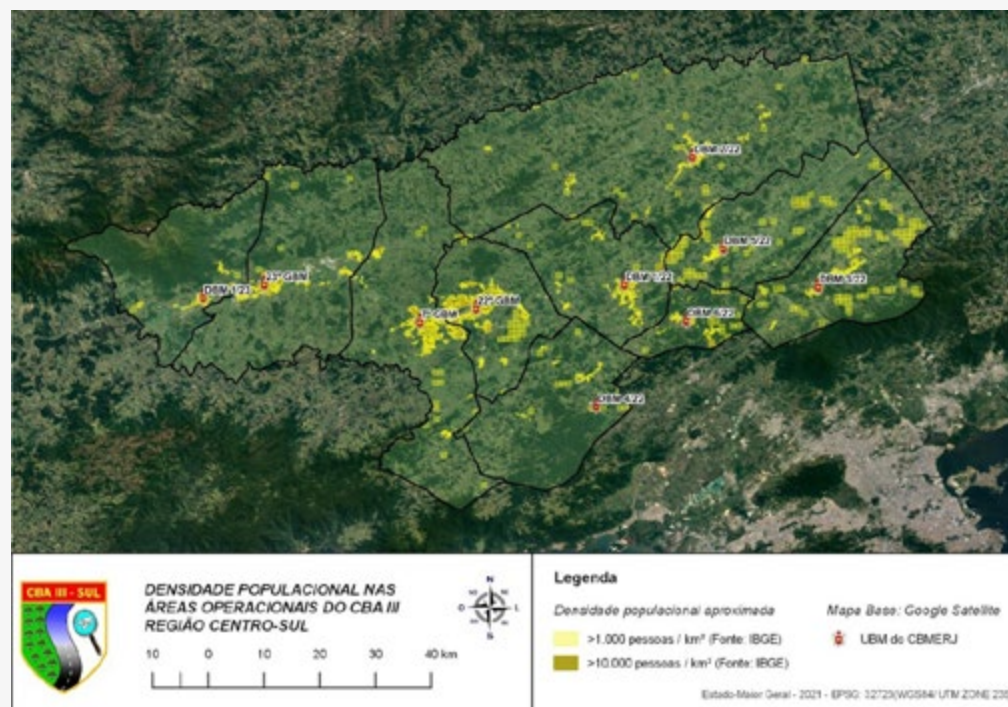 DBM 2/22
DBM 5/22
23º GBM
DBM 1/23
DBM 1/22
DBM 3/22
22º GBM
7º GBM
DBM 6/22
DBM 4/22
CBA III - SUL
DENSIDADE POPULACIONAL NAS
ÁREAS OPERACIONAIS DO CBA III
REGIÃO CENTRO-SUL
N
O
L
S
10 0 10 20 30 40 km
Legenda
Densidade populacional aproximada
>1.000 pessoas / km² (Fonte: IBGE)
>10.000 pessoas / km² (Fonte: IBGE)
Mapa Base: Google Satellite
UBM do CBMERJ
Estado-Maior Geral - 2021 - EPSG: 32723(WGS84/ UTM ZONE 23S